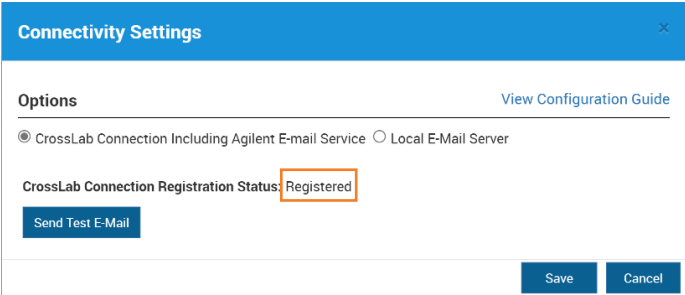 Connectivity Settings ×
Options View Configuration Guide
CrossLab Connection Including Agilent E-mail Service Local E-Mail Server
CrossLab Connection Registration Status: Registered
Send Test E-Mail
Save Cancel